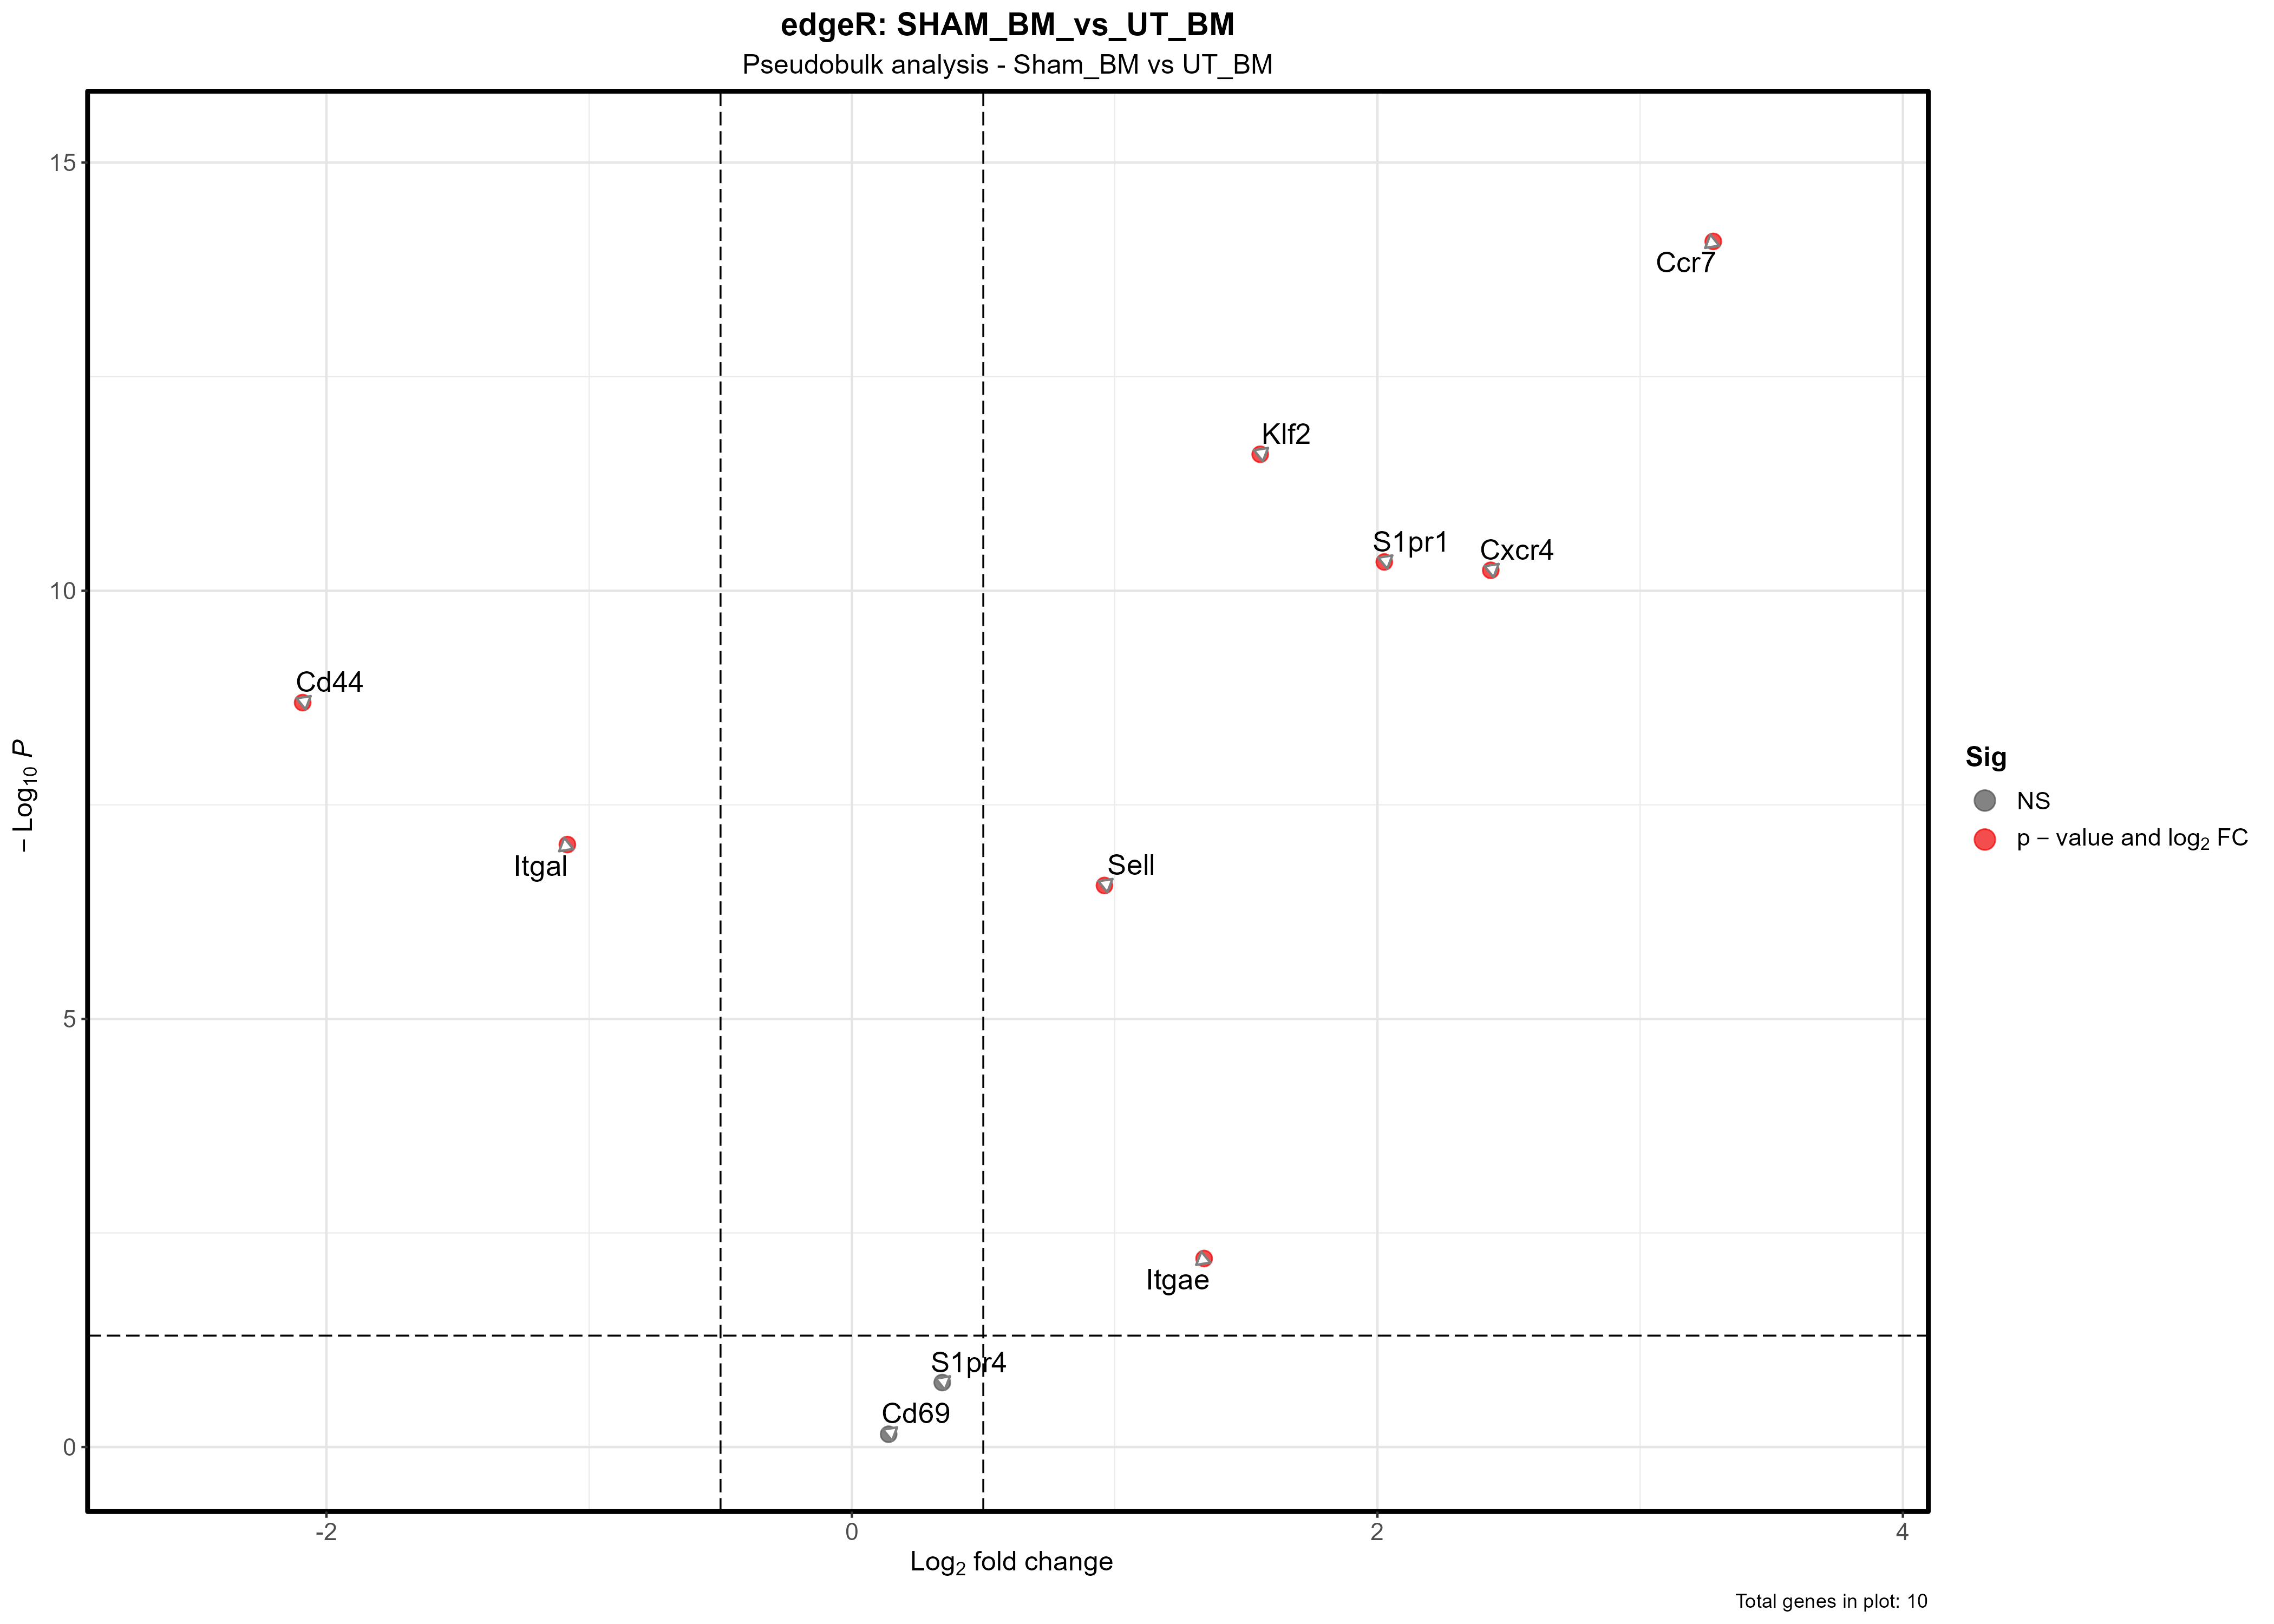 edgeR: SHAM_BM_vs_UT_BM
Pseudobulk analysis - Sham_BM vs UT_BM
15
10
5
0
− Log10 P
Ccr7
Klf2
S1pr1
Cxcr4
Cd44
Itgal
Sell
Itgae
S1pr4
Cd69
-2
0
2
4
Log2 fold change
Sig
NS
p − value and log2 FC
Total genes in plot: 10